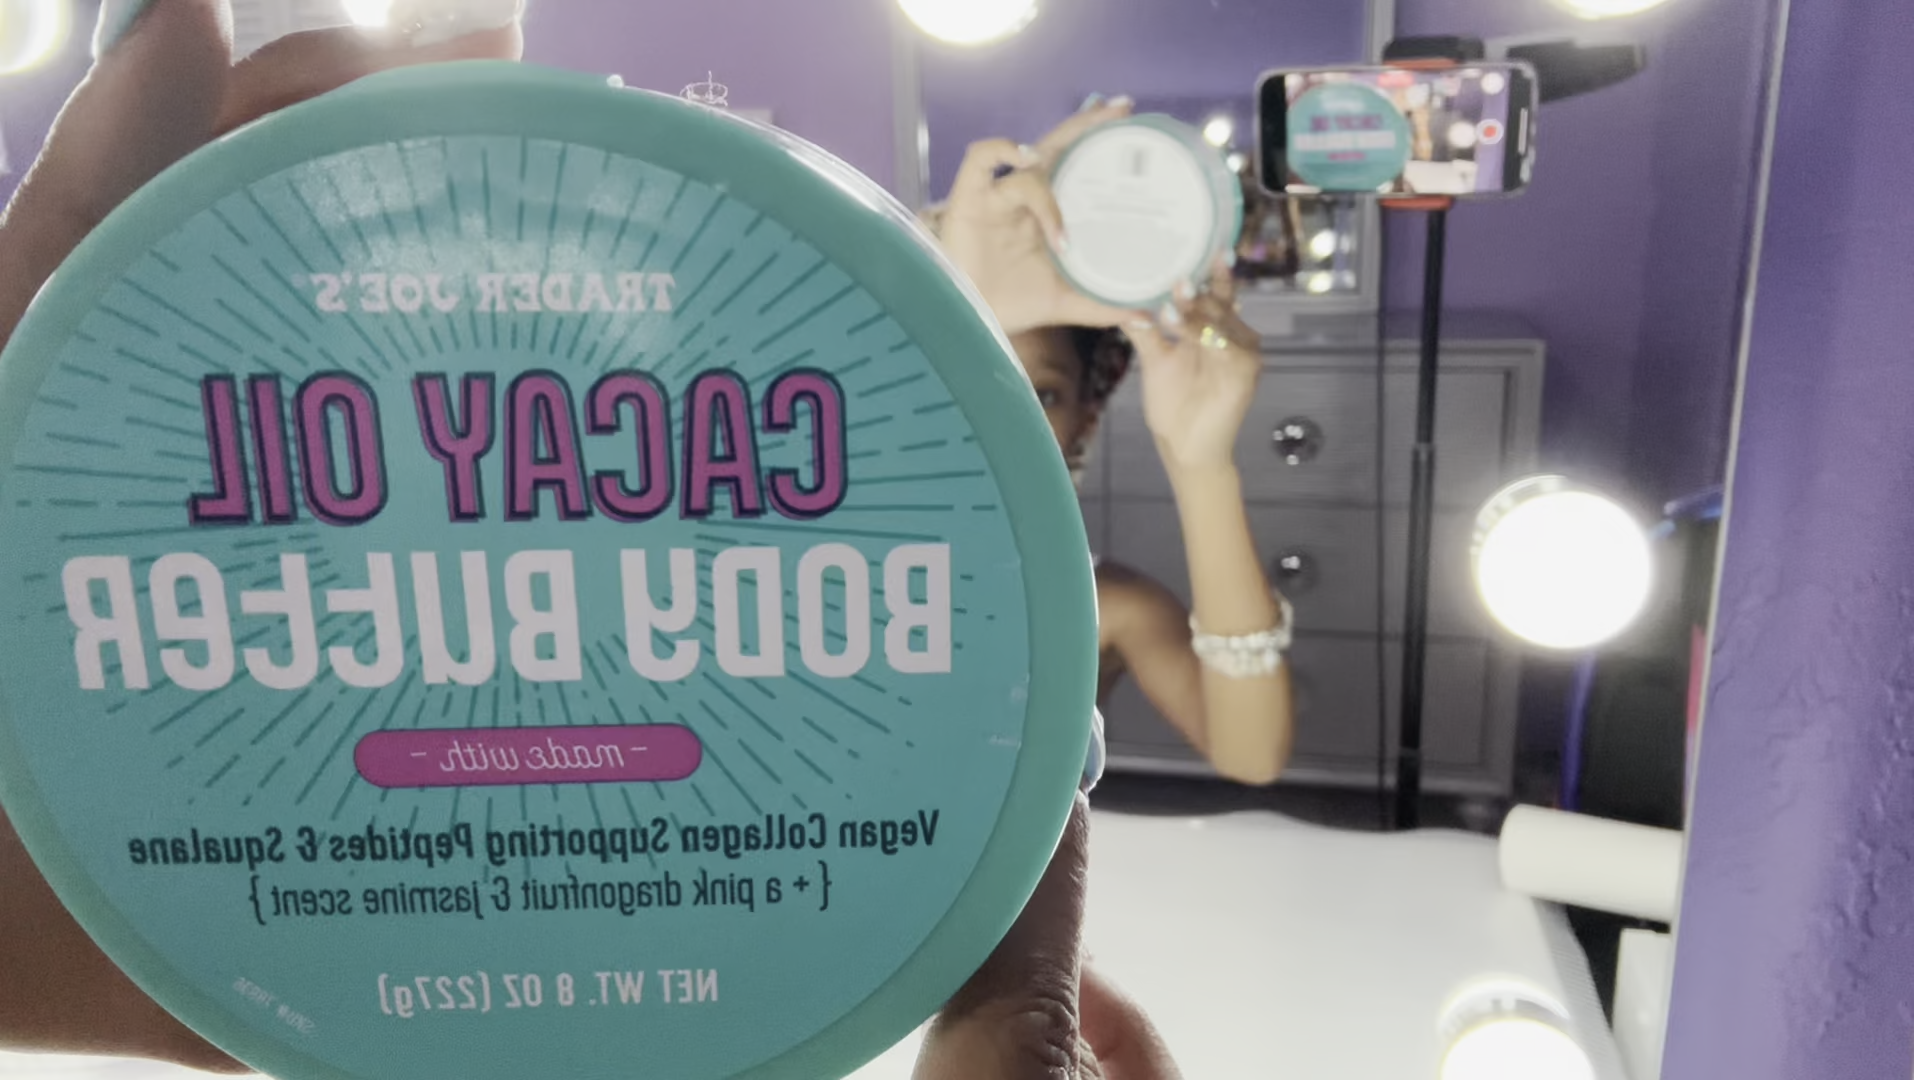 TRADER JOE'S
CACAY OIL
BODY BUTTER
- made with -
Vegan Collagen Supporting Peptides & Squalane
{ + a pink dragonfruit & jasmine scent }
NET WT. 8 OZ (227g)